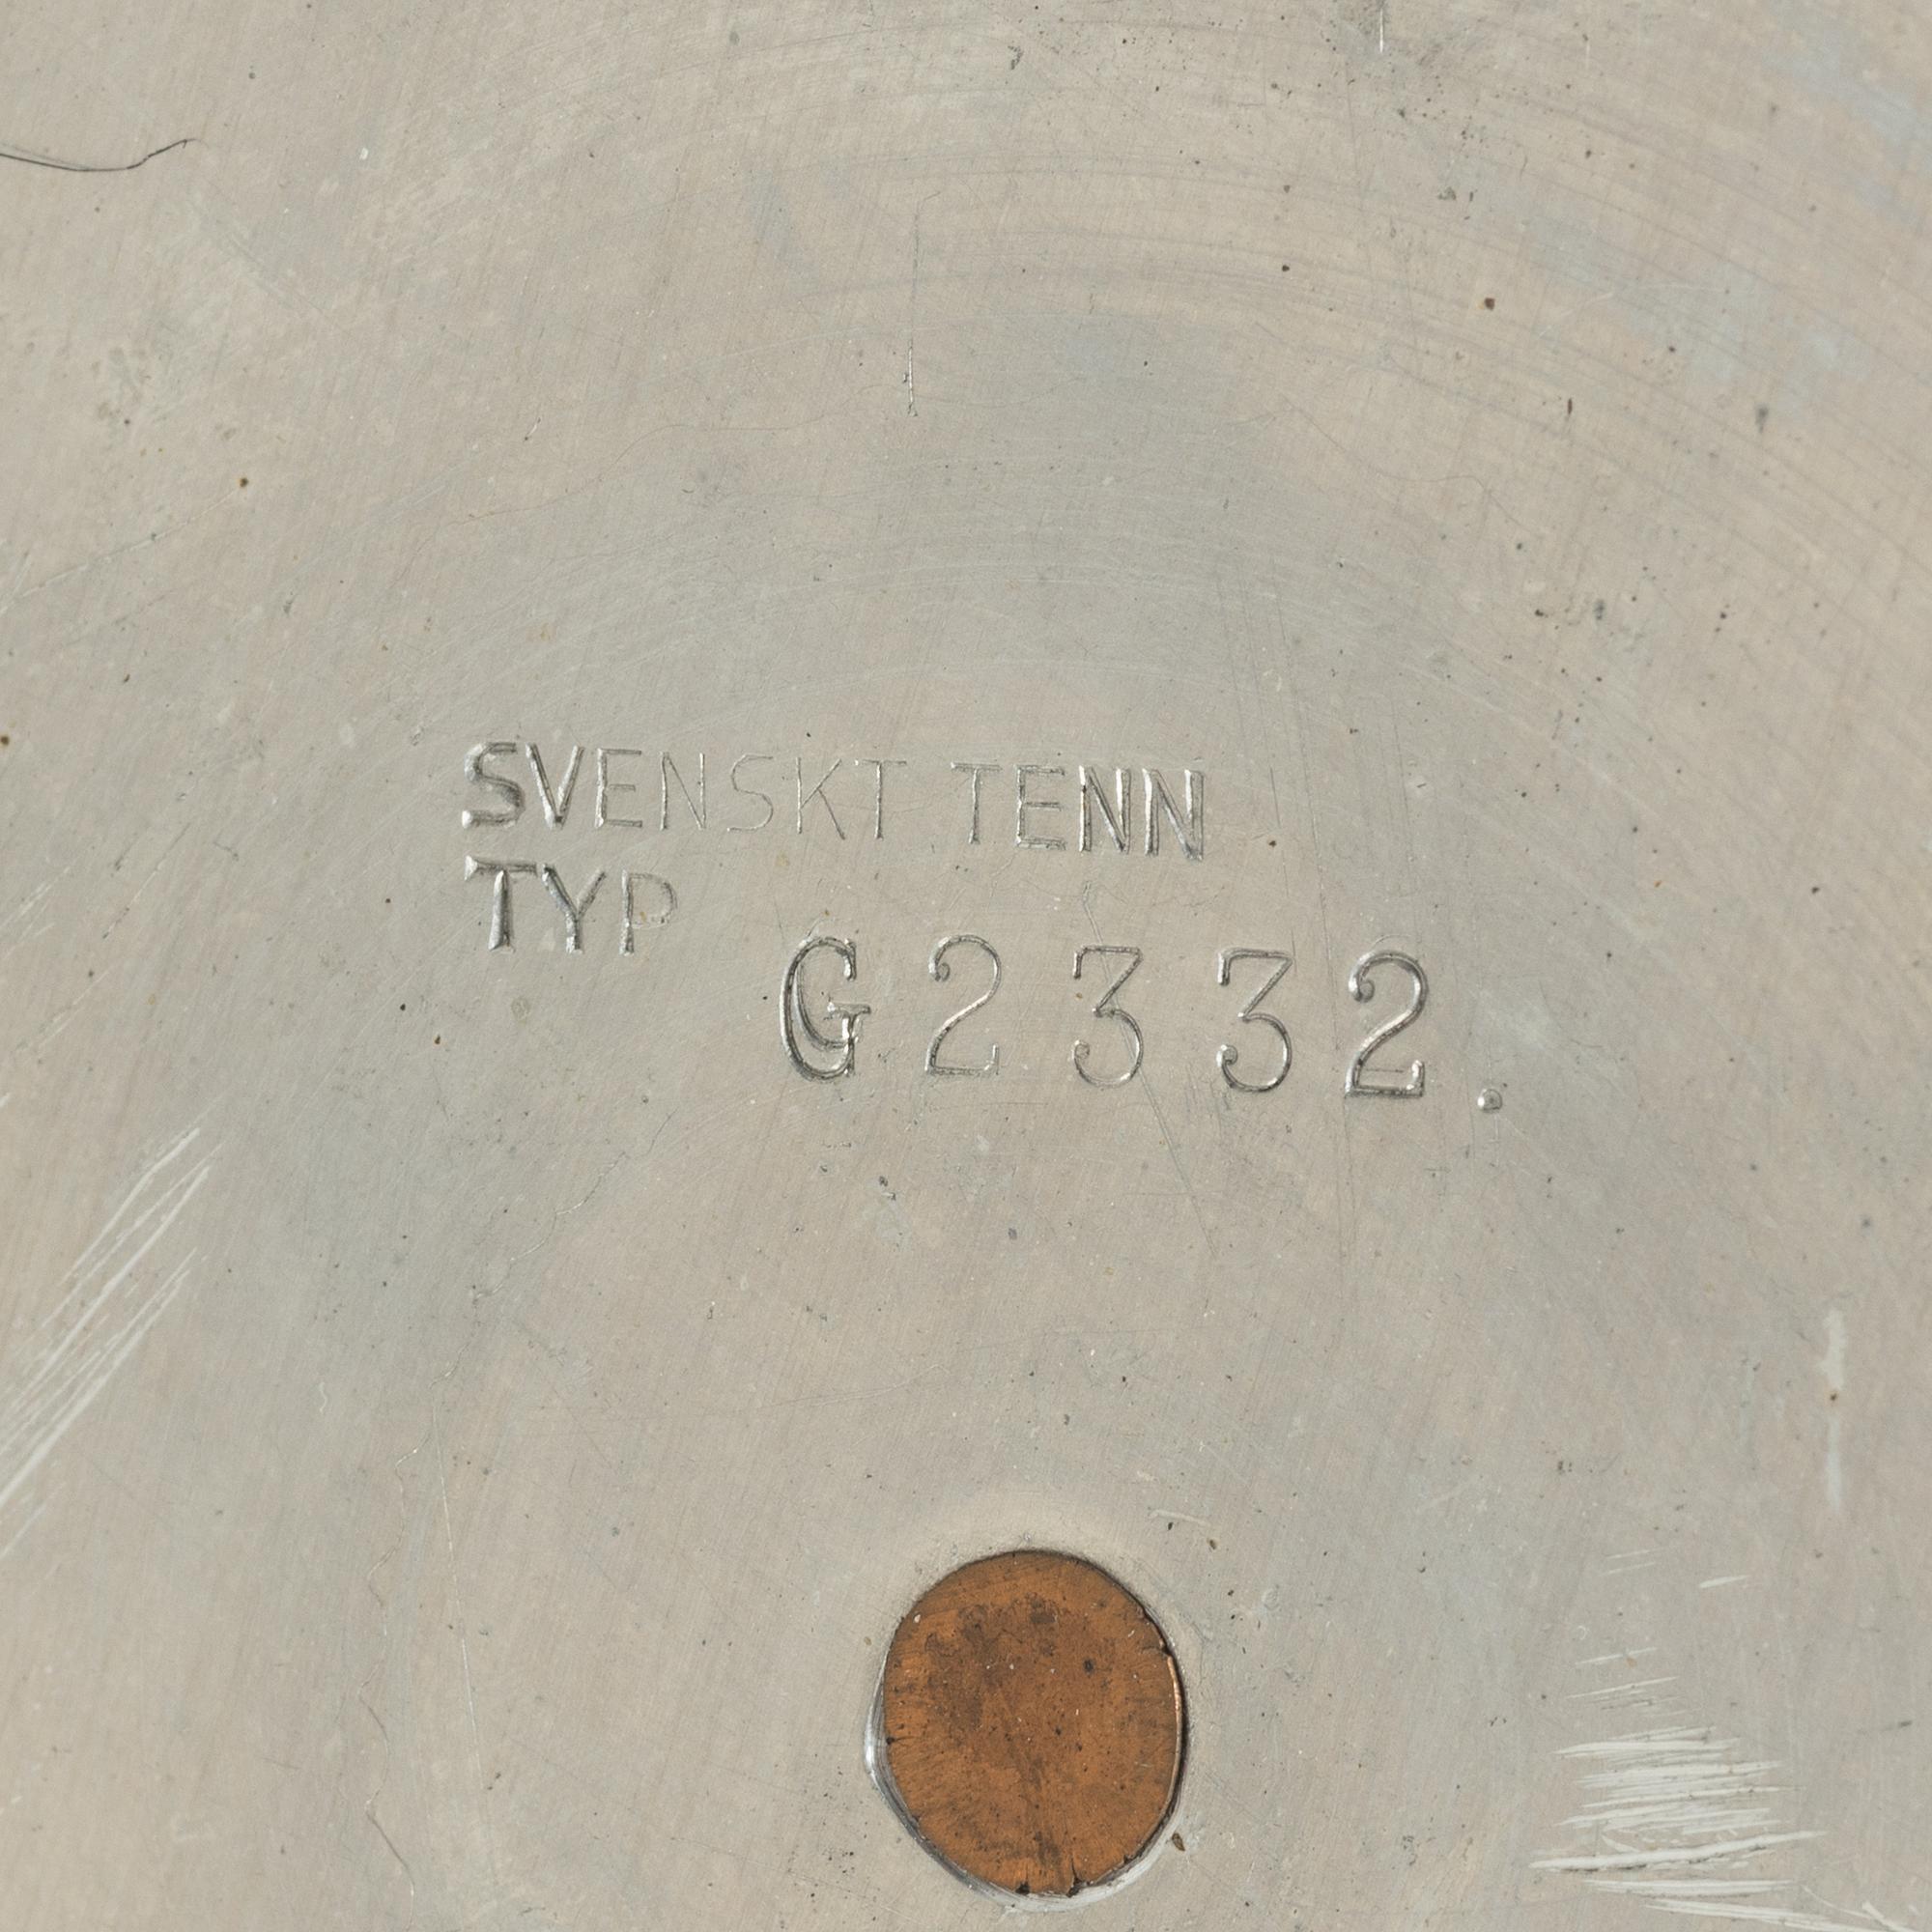 SVENSKT TENN
TYP
G2332.